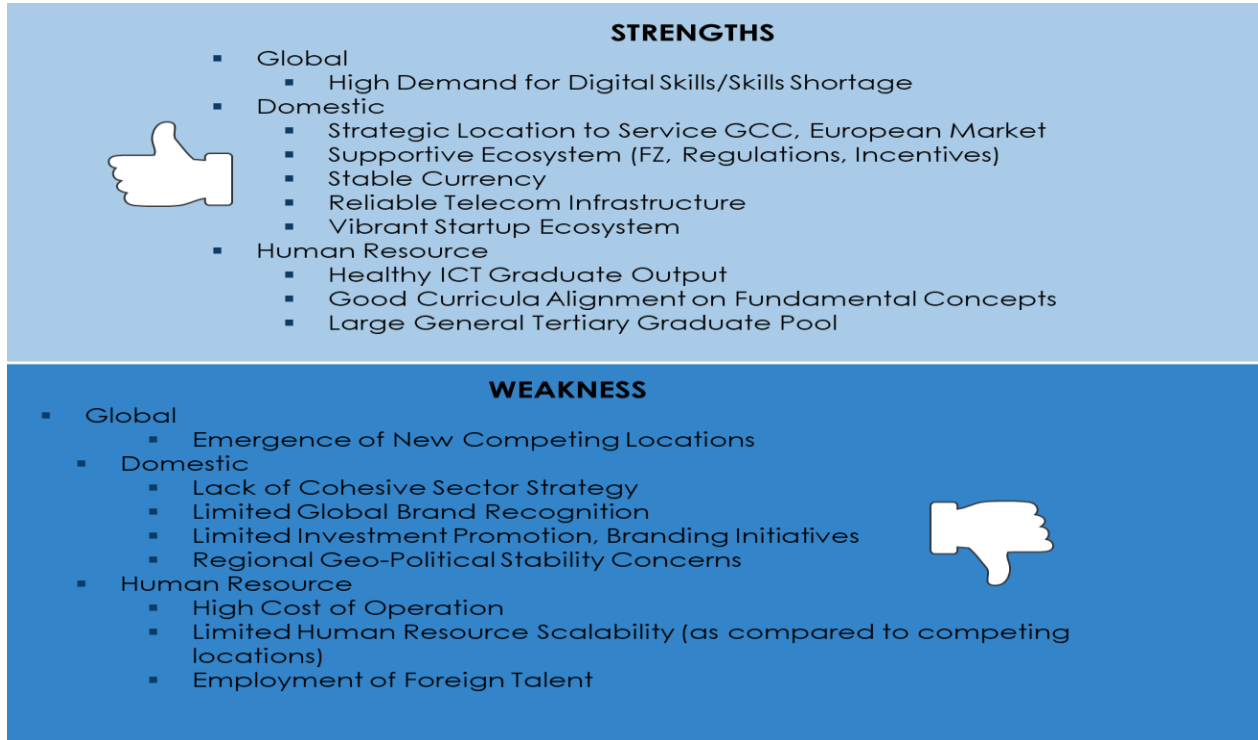 STRENGTHS
Global
High Demand for Digital Skills/Skills Shortage
Domestic
Strategic Location to Service GCC, European Market
Supportive Ecosystem (FZ, Regulations, Incentives)
Stable Currency
Reliable Telecom Infrastructure
Vibrant Startup Ecosystem
Human Resource
Healthy ICT Graduate Output
Good Curricula Alignment on Fundamental Concepts
Large General Tertiary Graduate Pool
WEAKNESS
Global
Emergence of New Competing Locations
Domestic
Lack of Cohesive Sector Strategy
Limited Global Brand Recognition
Limited Investment Promotion, Branding Initiatives
Regional Geo-Political Stability Concerns
Human Resource
High Cost of Operation
Limited Human Resource Scalability (as compared to competing
locations)
Employment of Foreign Talent